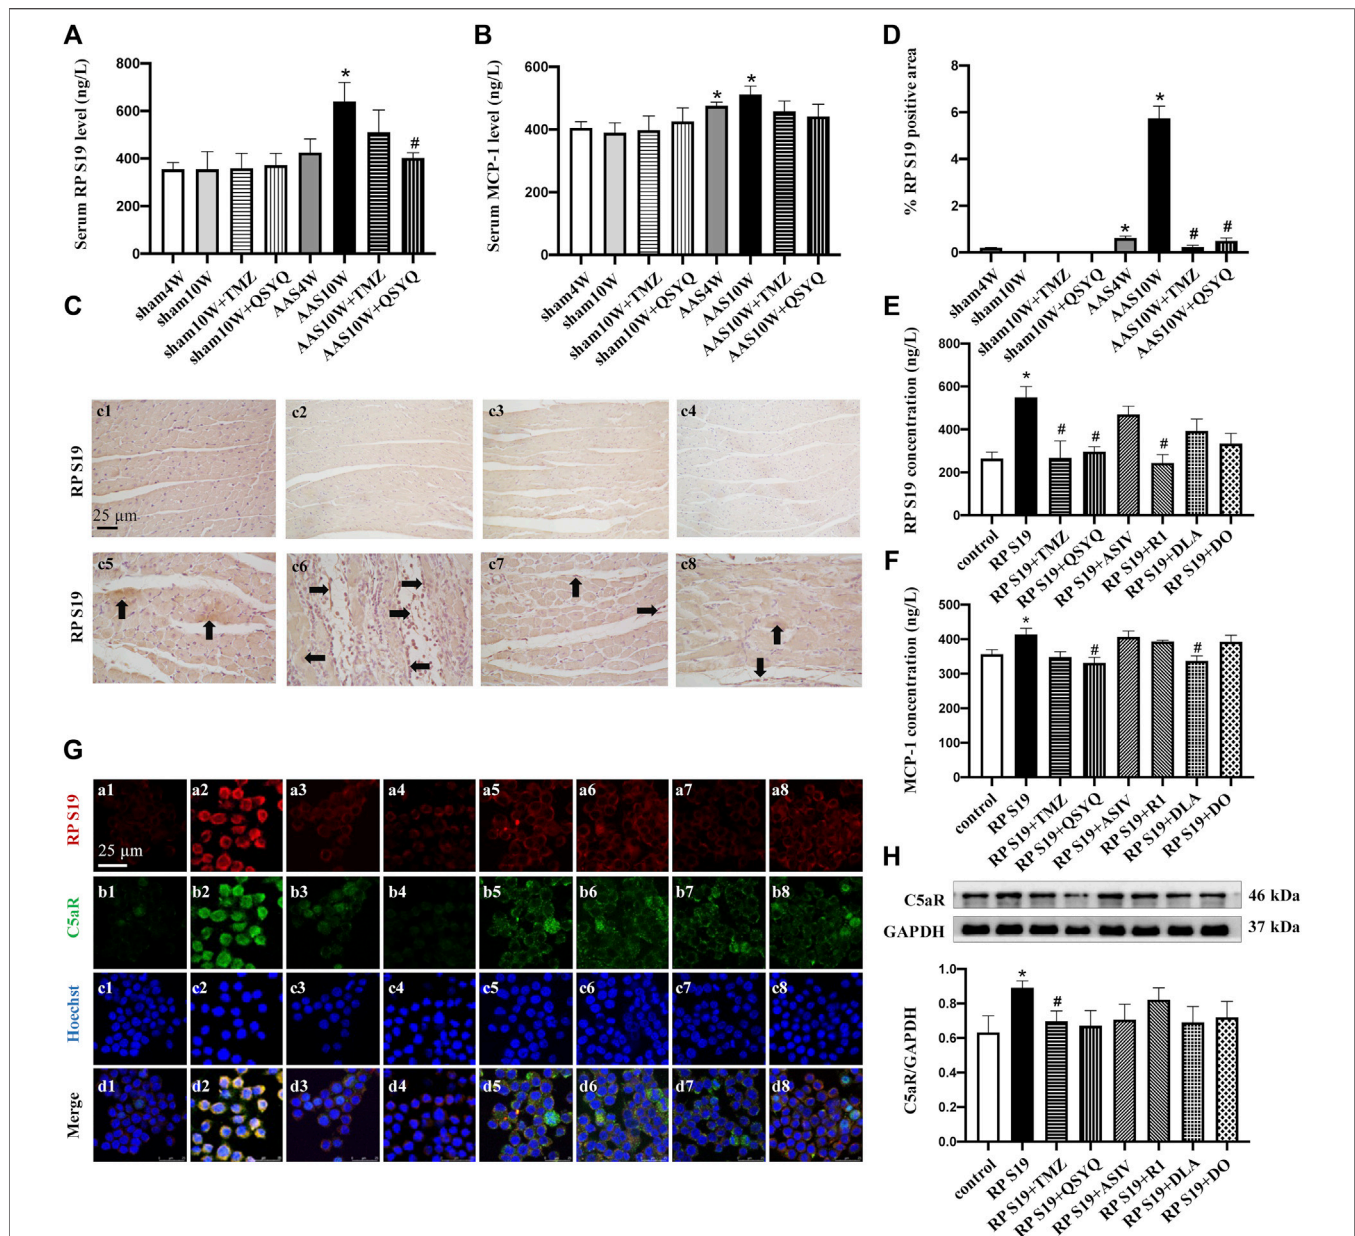 A
Serum RP S19 level (ng/L)
800
600
400
200
0
*
#
sham4W
sham10W
sham10W+TMZ
sham10W+QSYQ
AAS4W
AAS10W
AAS10W+TMZ
AAS10W+QSYQ
B
Serum MCP-1 level (ng/L)
600
400
200
0
*
*
sham4W
sham10W
sham10W+TMZ
sham10W+QSYQ
AAS4W
AAS10W
AAS10W+TMZ
AAS10W+QSYQ
D
% RP S19 positive area
8
6
4
2
0
*
*
#
#
sham4W
sham10W
sham10W+TMZ
sham10W+QSYQ
AAS4W
AAS10W
AAS10W+TMZ
AAS10W+QSYQ
C
RP S19
c1
c2
c3
c4
25 µm
RP S19
c5
c6
c7
c8
E
RP S19 concentration (ng/L)
800
600
400
200
0
*
#
#
#
control
RP S19
RP S19+TMZ
RP S19+QSYQ
RP S19+ASIV
RP S19+R1
RP S19+DLA
RP S19+DO
F
MCP-1 concentration (ng/L)
500
400
300
200
100
0
*
#
#
control
RP S19
RP S19+TMZ
RP S19+QSYQ
RP S19+ASIV
RP S19+R1
RP S19+DLA
RP S19+DO
G
RP S19
a1
a2
a3
a4
a5
a6
a7
a8
25 µm
C5aR
b1
b2
b3
b4
b5
b6
b7
b8
Hoechst
c1
c2
c3
c4
c5
c6
c7
c8
Merge
d1
d2
d3
d4
d5
d6
d7
d8
H
C5aR
46 kDa
GAPDH
37 kDa
C5aR/GAPDH
1.0
0.8
0.6
0.4
0.2
0.0
*
#
control
RP S19
RP S19+TMZ
RP S19+QSYQ
RP S19+ASIV
RP S19+R1
RP S19+DLA
RP S19+DO